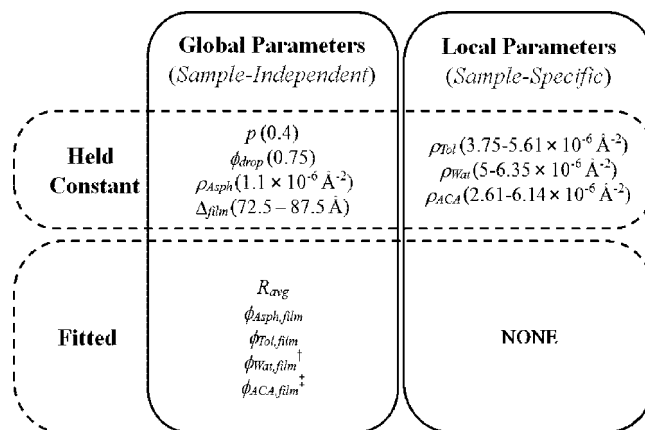 Global Parameters
(Sample-Independent)
Local Parameters
(Sample-Specific)
Held
Constant
p (0.4)
ϕdrop (0.75)
ρAsph (1.1 × 10⁻⁶ Å⁻²)
Δfilm (72.5 – 87.5 Å)
ρTol (3.75-5.61 × 10⁻⁶ Å⁻²)
ρWat (5-6.35 × 10⁻⁶ Å⁻²)
ρACA (2.61-6.14 × 10⁻⁶ Å⁻²)
Fitted
Ravg
ϕAsph,film
ϕTol,film
ϕWat,film†
ϕACA,film‡
NONE